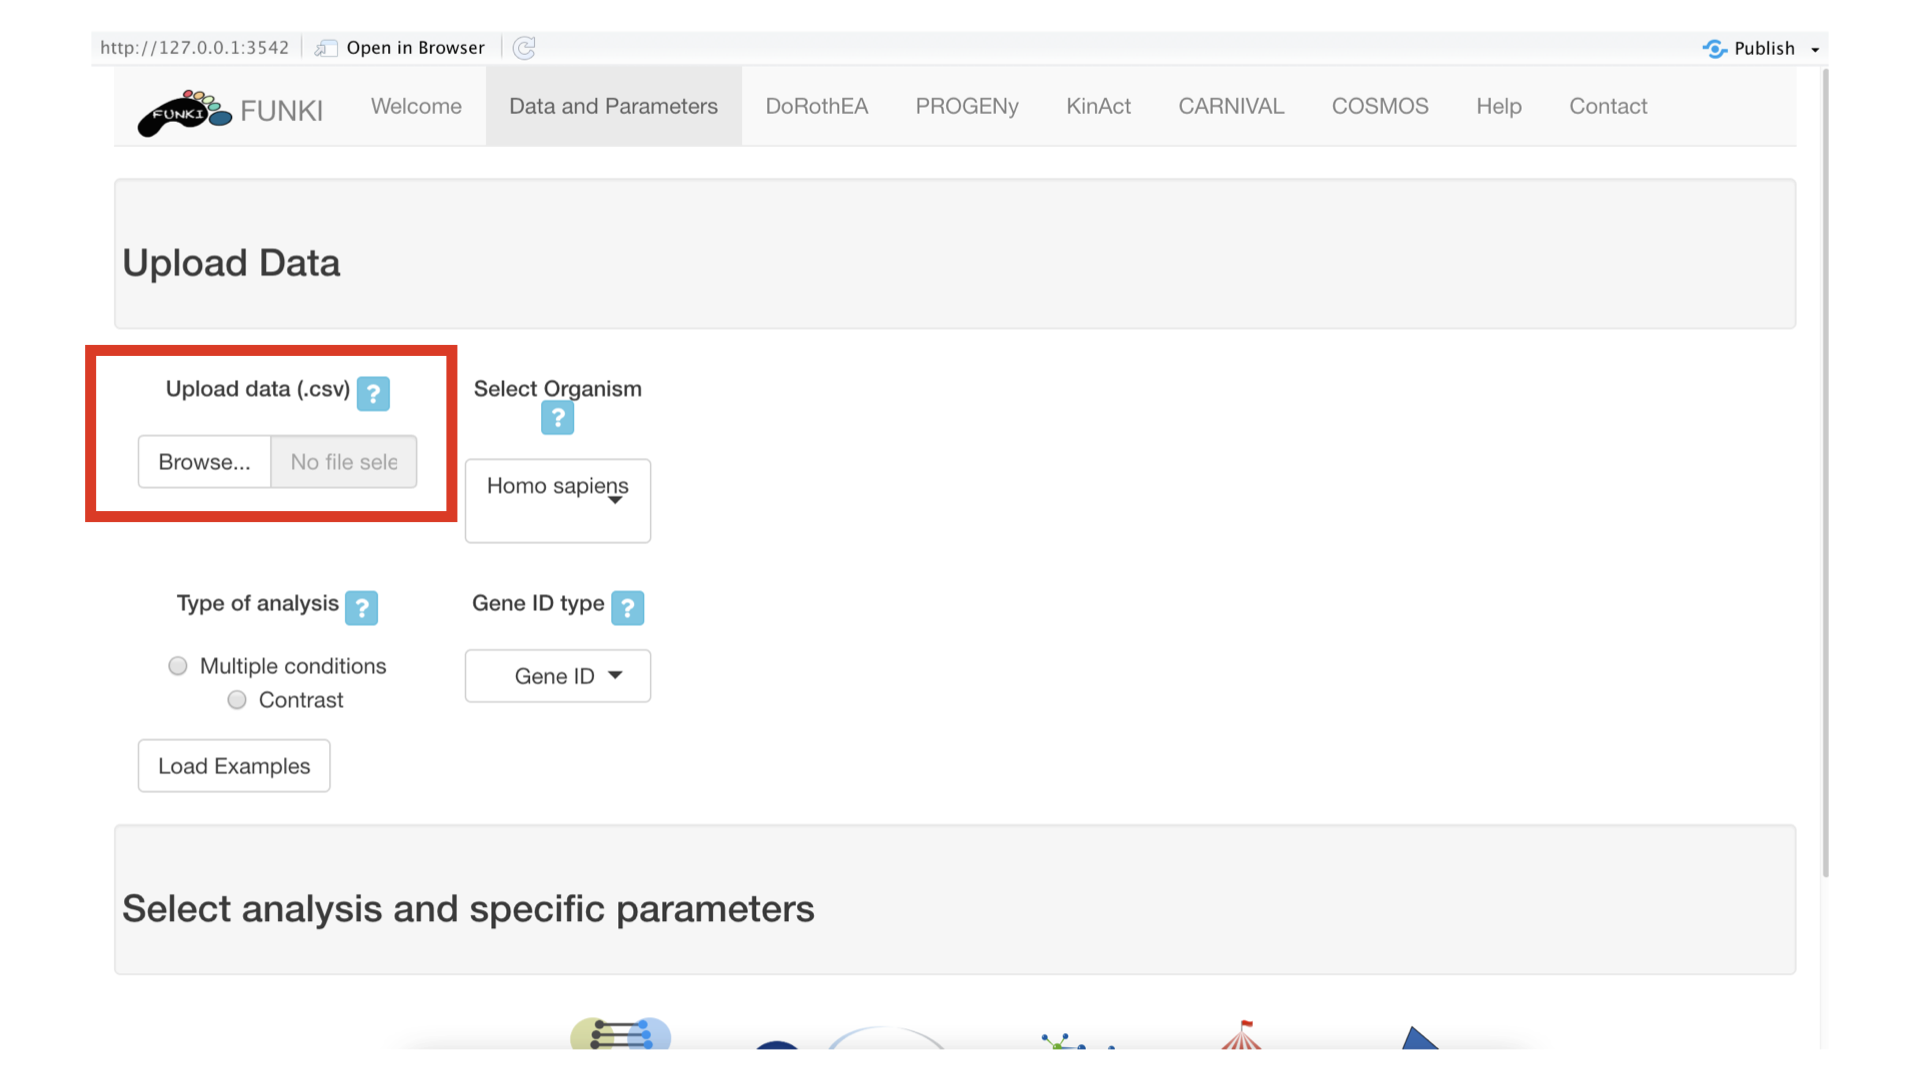 http://127.0.0.1:3542 Open in Browser Publish
FUNKI FUNKI Welcome Data and Parameters DoRothEA PROGENy KinAct CARNIVAL COSMOS Help Contact
Upload Data
Upload data (.csv) ? Select Organism
?
Browse... No file sele
Homo sapiens
Type of analysis ? Gene ID type ?
Multiple conditions Gene ID
Contrast
Load Examples
Select analysis and specific parameters